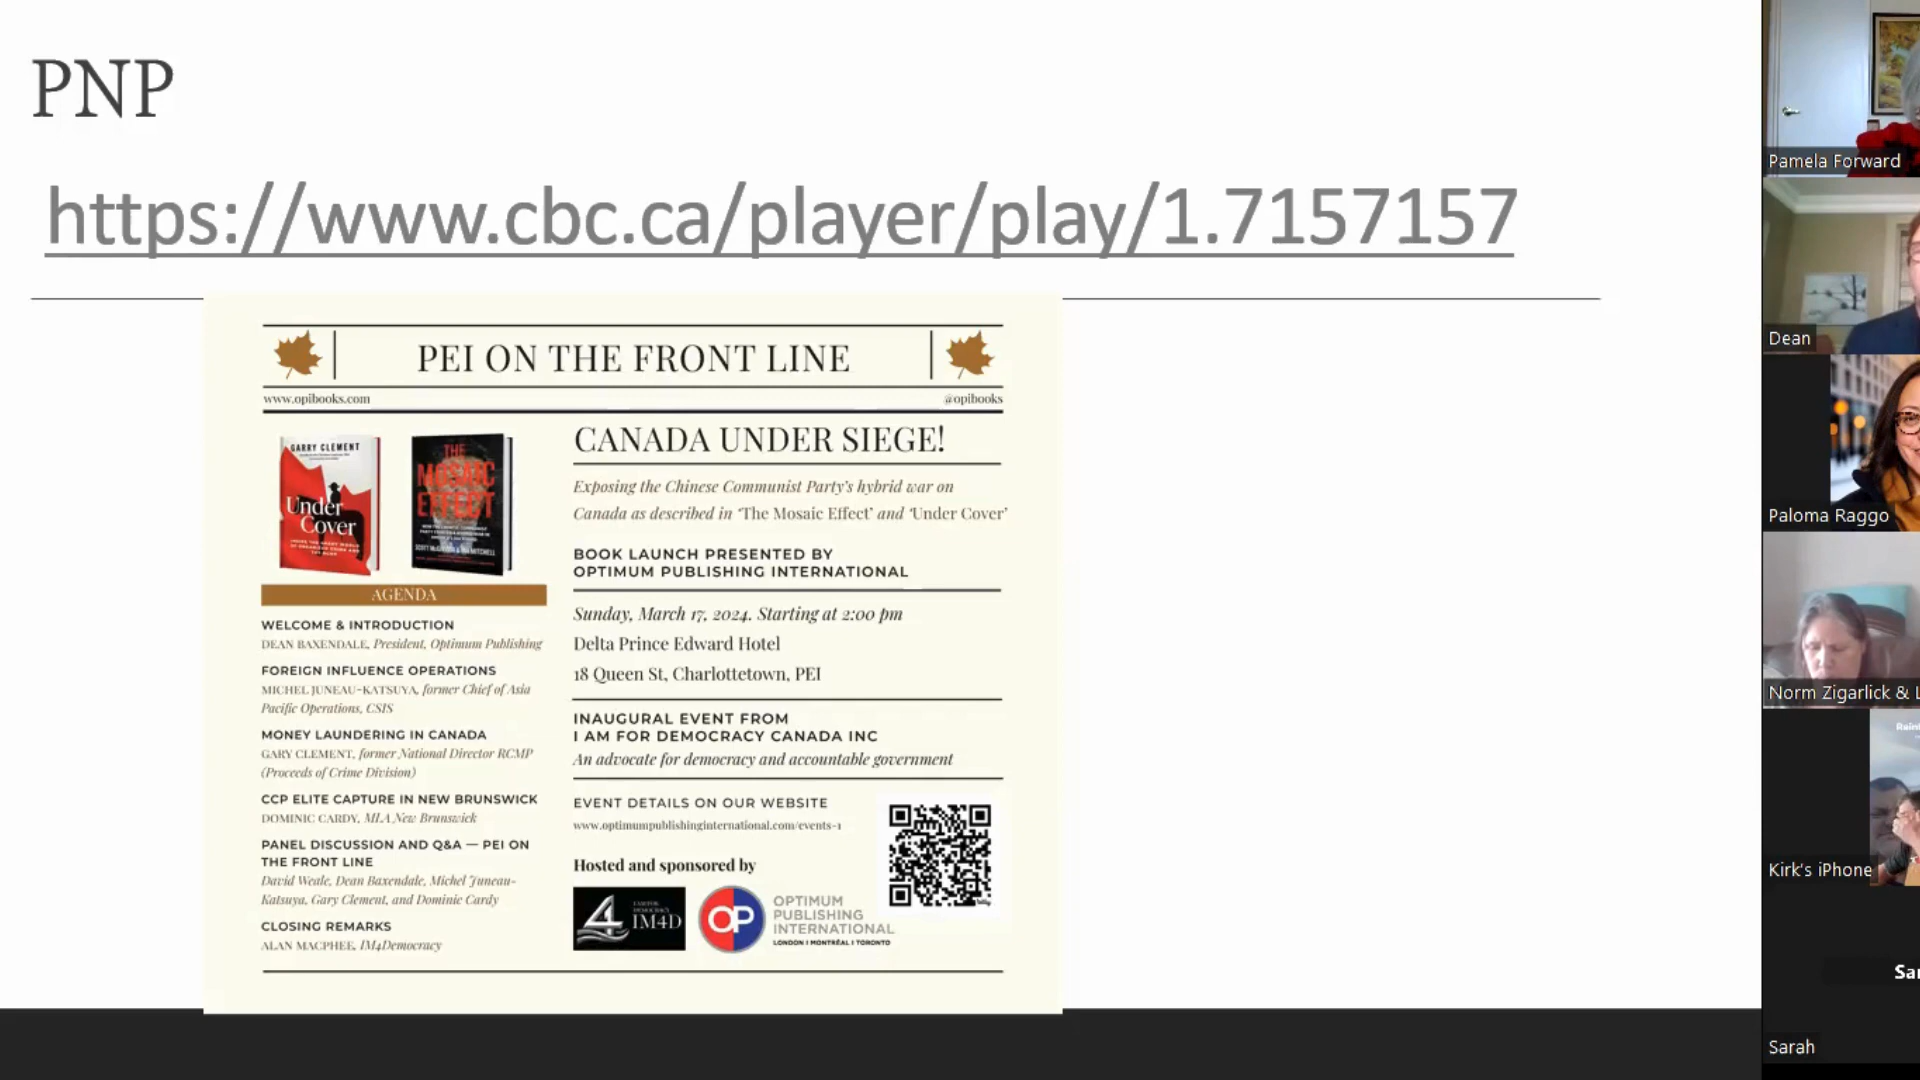 PNP
https://www.cbc.ca/player/play/1.7157157
PEI ON THE FRONT LINE
www.opibooks.com
@opibooks
GARRY CLEMENT
Under
Cover
THE
MOSAIC
EFFECT
AGENDA
WELCOME & INTRODUCTION
DEAN BAXENDALE, President, Optimum Publishing
FOREIGN INFLUENCE OPERATIONS
MICHEL JUNEAU-KATSUYA, former Chief of Asia
Pacific Operations, CSIS
MONEY LAUNDERING IN CANADA
GARY CLEMENT, former National Director RCMP
(Proceeds of Crime Division)
CCP ELITE CAPTURE IN NEW BRUNSWICK
DOMINIC CARDY, MLA New Brunswick
PANEL DISCUSSION AND Q&A — PEI ON
THE FRONT LINE
David Weale, Dean Baxendale, Michel Juneau-
Katsuya, Gary Clement, and Dominic Cardy
CLOSING REMARKS
ALAN MACPHEE, IM4Democracy
CANADA UNDER SIEGE!
Exposing the Chinese Communist Party's hybrid war on
Canada as described in 'The Mosaic Effect' and 'Under Cover'
BOOK LAUNCH PRESENTED BY
OPTIMUM PUBLISHING INTERNATIONAL
Sunday, March 17, 2024. Starting at 2:00 pm
Delta Prince Edward Hotel
18 Queen St, Charlottetown, PEI
INAUGURAL EVENT FROM
I AM FOR DEMOCRACY CANADA INC
An advocate for democracy and accountable government
EVENT DETAILS ON OUR WEBSITE
www.optimumpublishinginternational.com/events-1
Hosted and sponsored by
4
IM4D
OP
OPTIMUM
PUBLISHING
INTERNATIONAL
LONDON I MONTRÉAL I TORONTO
Pamela Forward
Dean
Paloma Raggo
Norm Zigarlick & L
Kirk's iPhone
Sar
Sarah